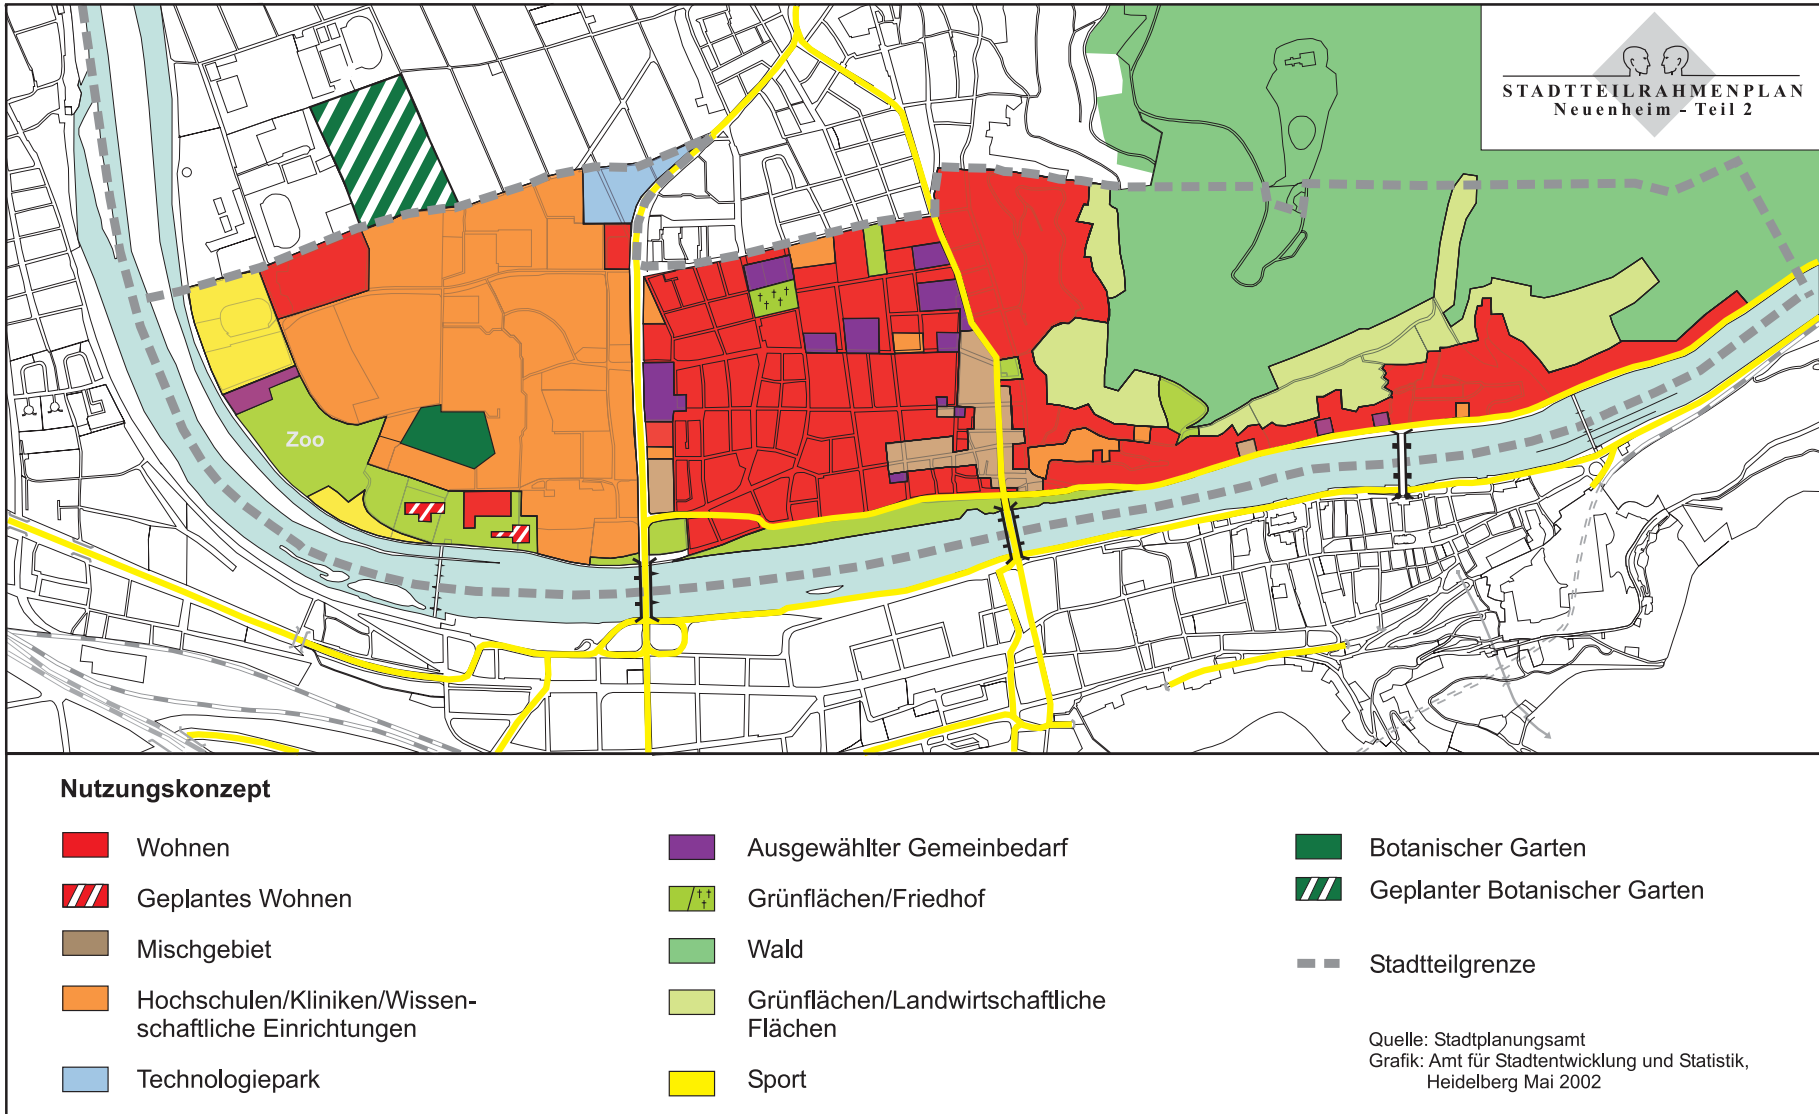 STADTTEILRAHMENPLAN
Neuenheim - Teil 2
Zoo
Nutzungskonzept
Wohnen
Geplantes Wohnen
Mischgebiet
Hochschulen/Kliniken/Wissen-
schaftliche Einrichtungen
Technologiepark
Ausgewählter Gemeinbedarf
Grünflächen/Friedhof
Wald
Grünflächen/Landwirtschaftliche
Flächen
Sport
Botanischer Garten
Geplanter Botanischer Garten
Stadtteilgrenze
Quelle: Stadtplanungsamt
Grafik: Amt für Stadtentwicklung und Statistik,
Heidelberg Mai 2002